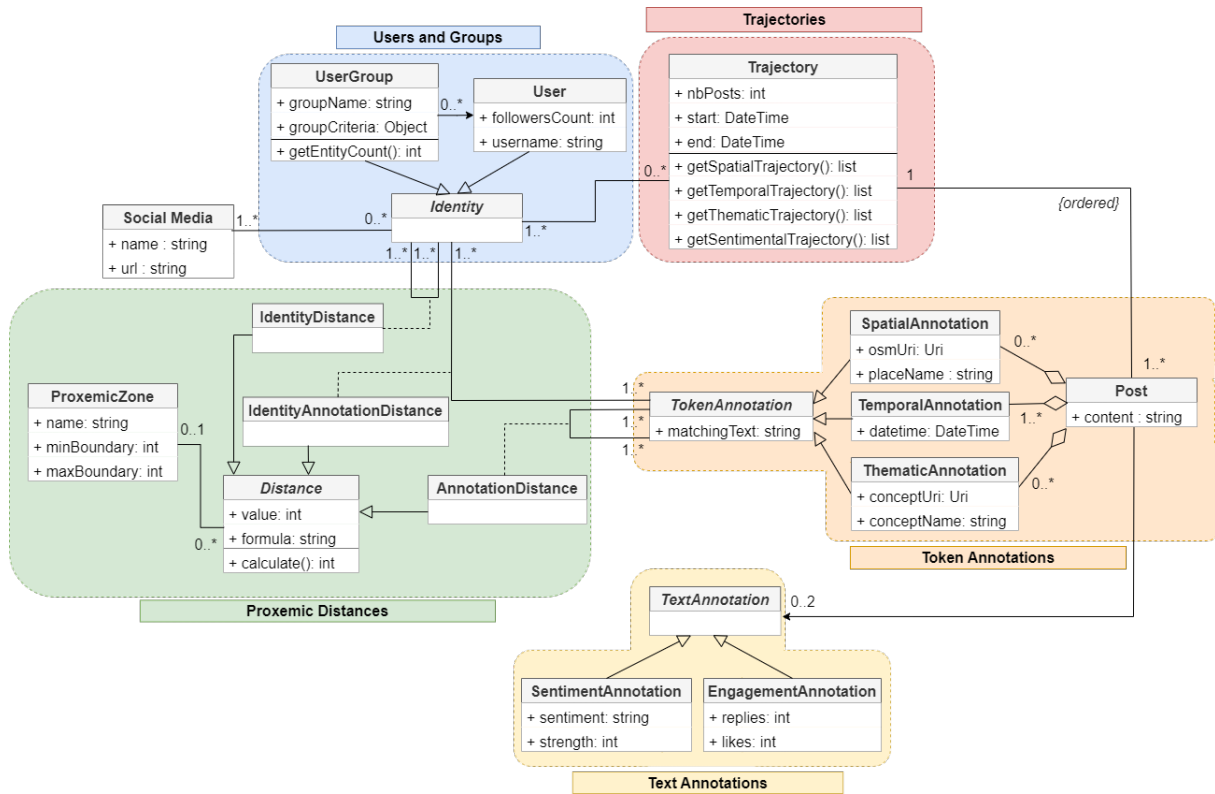 Trajectories
Users and Groups
UserGroup
+ groupName: string
+ groupCriteria: Object
+ getEntityCount(): int
0..*
User
+ followersCount: int
+ username: string
Trajectory
+ nbPosts: int
+ start: DateTime
+ end: DateTime
+ getSpatialTrajectory(): list
+ getTemporalTrajectory(): list
+ getThematicTrajectory(): list
+ getSentimentalTrajectory(): list
0..*
1
{ordered}
Identity
Social Media
+ name : string
+ url : string
1..*
0..*
1..*
1..*
1..*
1..*
IdentityDistance
ProxemicZone
+ name: string
+ minBoundary: int
+ maxBoundary: int
0..1
IdentityAnnotationDistance
Distance
+ value: int
+ formula: string
+ calculate(): int
0..*
AnnotationDistance
Proxemic Distances
1..*
1..*
1..*
TokenAnnotation
+ matchingText: string
SpatialAnnotation
+ osmUri: Uri
+ placeName : string
0..*
TemporalAnnotation
+ datetime: DateTime
1..*
ThematicAnnotation
+ conceptUri: Uri
+ conceptName: string
0..*
1..*
Post
+ content : string
Token Annotations
TextAnnotation
0..2
SentimentAnnotation
+ sentiment: string
+ strength: int
EngagementAnnotation
+ replies: int
+ likes: int
Text Annotations